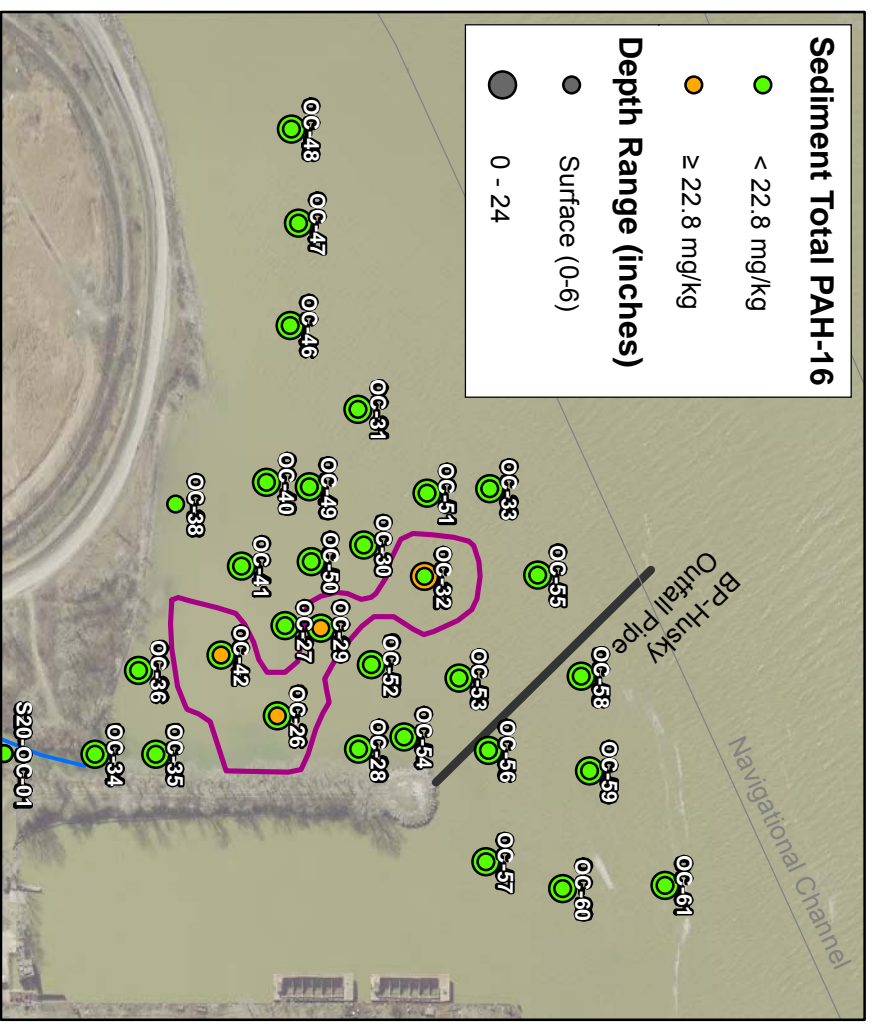 Sediment Total PAH-16
< 22.8 mg/kg
≥ 22.8 mg/kg
Depth Range (inches)
Surface (0-6)
0 - 24
BP-Husky
Outfall Pipe
Navigational Channel
OC-48
OC-47
OC-46
OC-31
OC-33
OC-51
OC-49
OC-40
OC-38
OC-55
OC-32
OC-30
OC-50
OC-41
OC-29
OC-27
OC-42
OC-36
OC-58
OC-53
OC-52
OC-26
OC-59
OC-56
OC-54
OC-28
OC-35
OC-34
S20-OC-01
OC-61
OC-60
OC-57